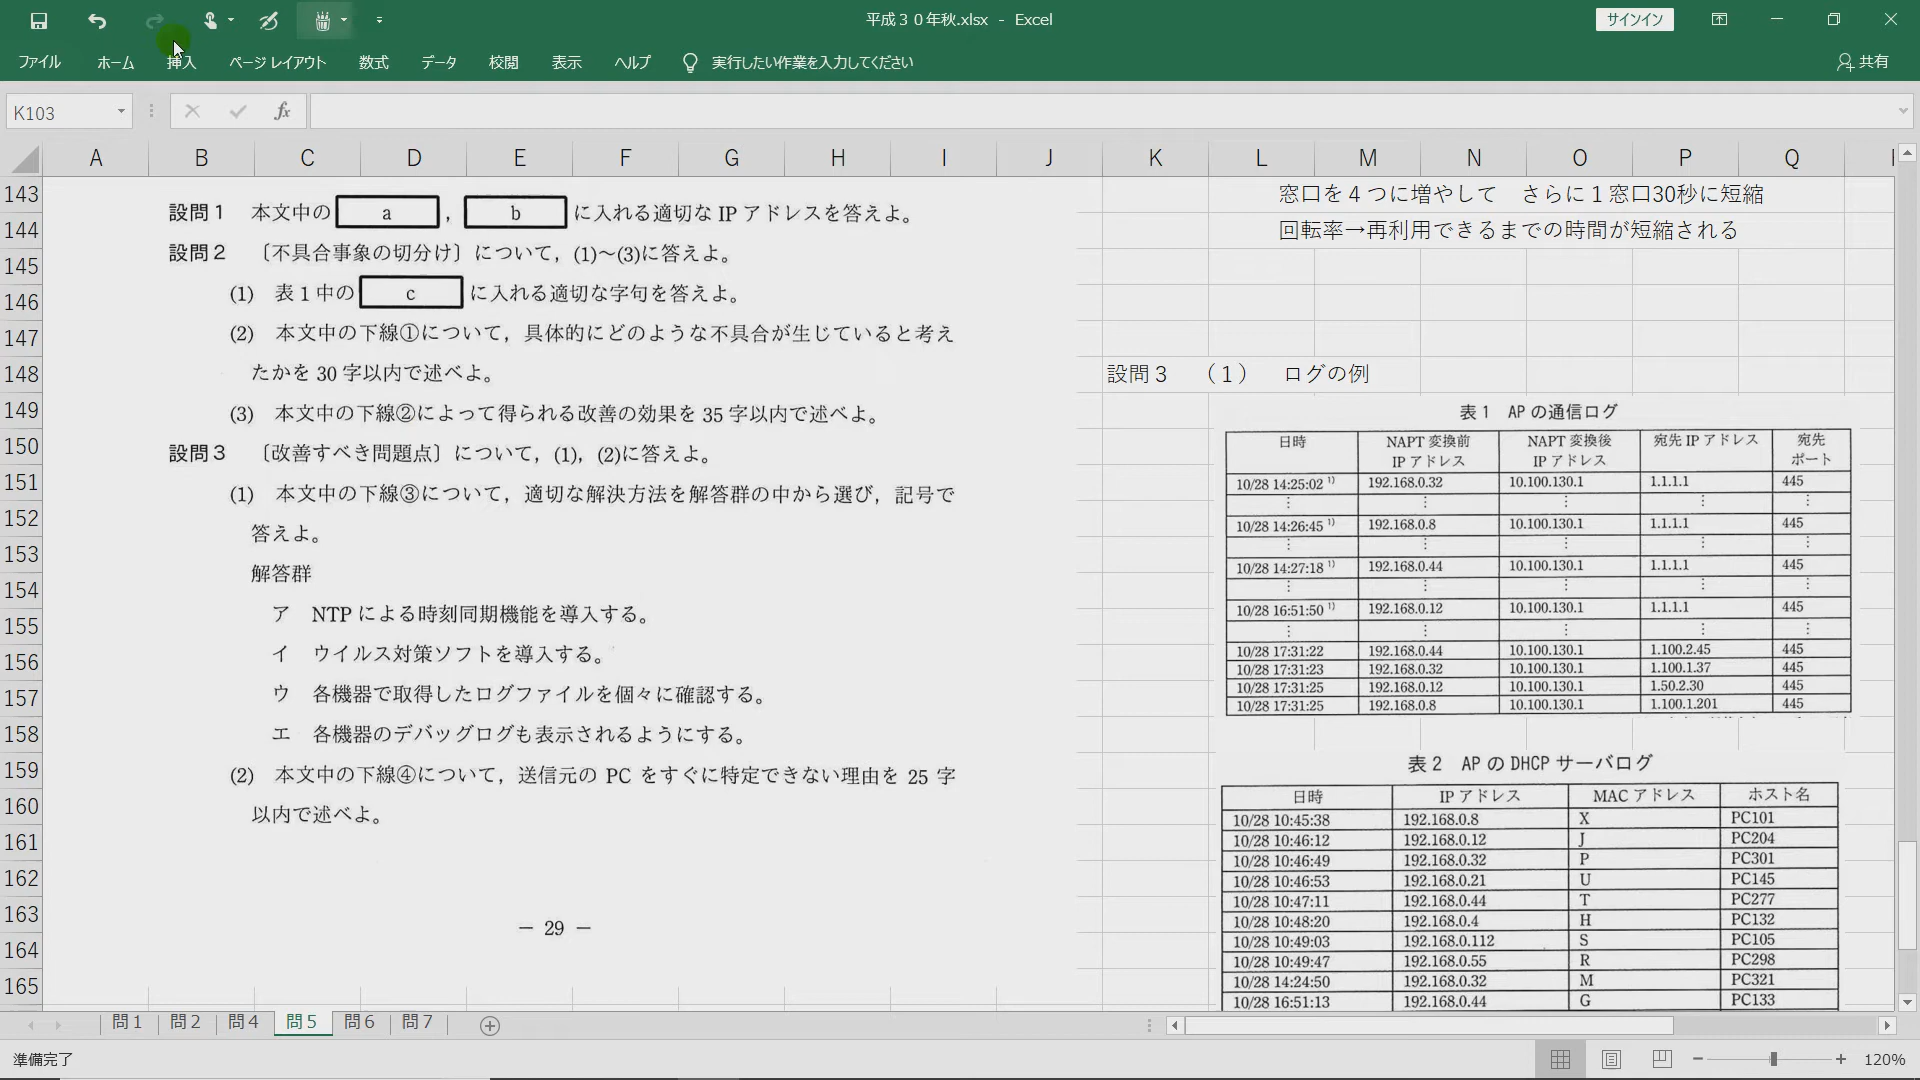 平成３０年秋.xlsx - Excel
サインイン
ファイル ホーム 挿入 ページ レイアウト 数式 データ 校閲 表示 ヘルプ 実行したい作業を入力してください 共有
K103
fx
A B C D E F G H I J K L M N O P Q
143
144
145
146
147
148
149
150
151
152
153
154
155
156
157
158
159
160
161
162
163
164
165
設問１ 本文中の a ， b に入れる適切な IP アドレスを答えよ。
設問２ 〔不具合事象の切分け〕について，(1)～(3)に答えよ。
(1) 表１中の c に入れる適切な字句を答えよ。
(2) 本文中の下線①について，具体的にどのような不具合が生じていると考え
たかを 30 字以内で述べよ。
(3) 本文中の下線②によって得られる改善の効果を 35 字以内で述べよ。
設問３ 〔改善すべき問題点〕について，(1)，(2)に答えよ。
(1) 本文中の下線③について，適切な解決方法を解答群の中から選び，記号で
答えよ。
解答群
ア NTP による時刻同期機能を導入する。
イ ウイルス対策ソフトを導入する。
ウ 各機器で取得したログファイルを個々に確認する。
エ 各機器のデバッグログも表示されるようにする。
(2) 本文中の下線④について，送信元の PC をすぐに特定できない理由を 25 字
以内で述べよ。
－ 29 －
窓口を４つに増やして さらに１窓口30秒に短縮
回転率→再利用できるまでの時間が短縮される
設問３ （１） ログの例
表１ AP の通信ログ
日時 NAPT 変換前 IP アドレス NAPT 変換後 IP アドレス 宛先 IP アドレス 宛先 ポート
10/28 14:25:02 1) 192.168.0.32 10.100.130.1 1.1.1.1 445
⋮ ⋮ ⋮ ⋮ ⋮
10/28 14:26:45 1) 192.168.0.8 10.100.130.1 1.1.1.1 445
⋮ ⋮ ⋮ ⋮ ⋮
10/28 14:27:18 1) 192.168.0.44 10.100.130.1 1.1.1.1 445
⋮ ⋮ ⋮ ⋮ ⋮
10/28 16:51:50 1) 192.168.0.12 10.100.130.1 1.1.1.1 445
⋮ ⋮ ⋮ ⋮ ⋮
10/28 17:31:22 192.168.0.44 10.100.130.1 1.100.2.45 445
10/28 17:31:23 192.168.0.32 10.100.130.1 1.100.1.37 445
10/28 17:31:25 192.168.0.12 10.100.130.1 1.50.2.30 445
10/28 17:31:25 192.168.0.8 10.100.130.1 1.100.1.201 445
表２ AP の DHCP サーバログ
日時 IP アドレス MAC アドレス ホスト名
10/28 10:45:38 192.168.0.8 X PC101
10/28 10:46:12 192.168.0.12 J PC204
10/28 10:46:49 192.168.0.32 P PC301
10/28 10:46:53 192.168.0.21 U PC145
10/28 10:47:11 192.168.0.44 T PC277
10/28 10:48:20 192.168.0.4 H PC132
10/28 10:49:03 192.168.0.112 S PC105
10/28 10:49:47 192.168.0.55 R PC298
10/28 14:24:50 192.168.0.32 M PC321
10/28 16:51:13 192.168.0.44 G PC133
問１ 問２ 問４ 問５ 問６ 問７
準備完了
120%